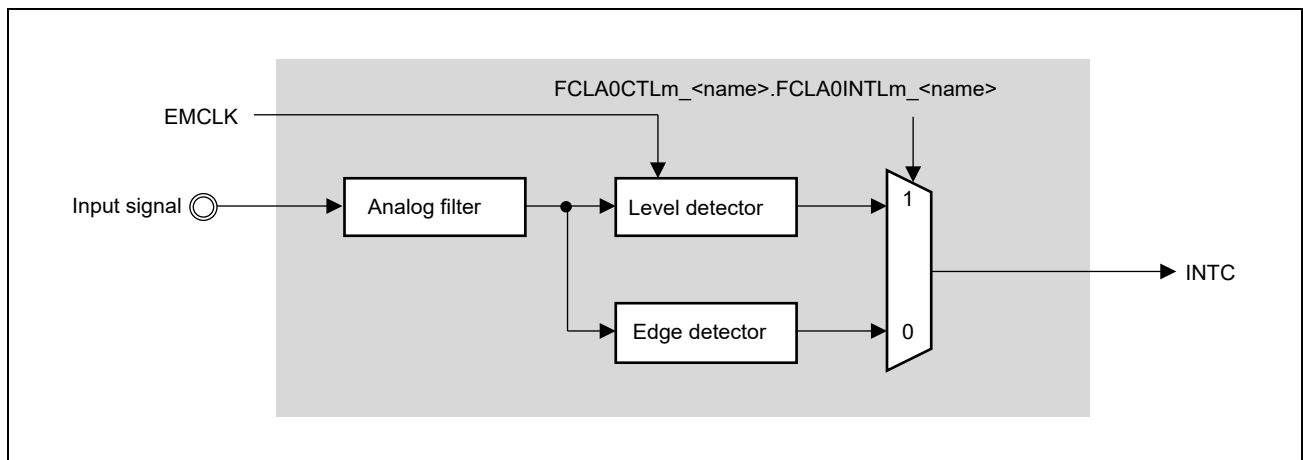 FCLA0CTLm_<name>.FCLA0INTLm_<name>
EMCLK
Input signal
Analog filter
Level detector
1
INTC
Edge detector
0